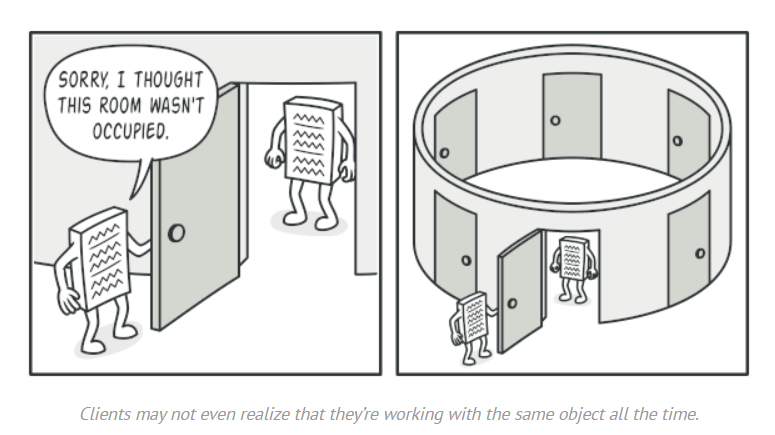 SORRY, I THOUGHT
THIS ROOM WASN'T
OCCUPIED.
Clients may not even realize that they're working with the same object all the time.